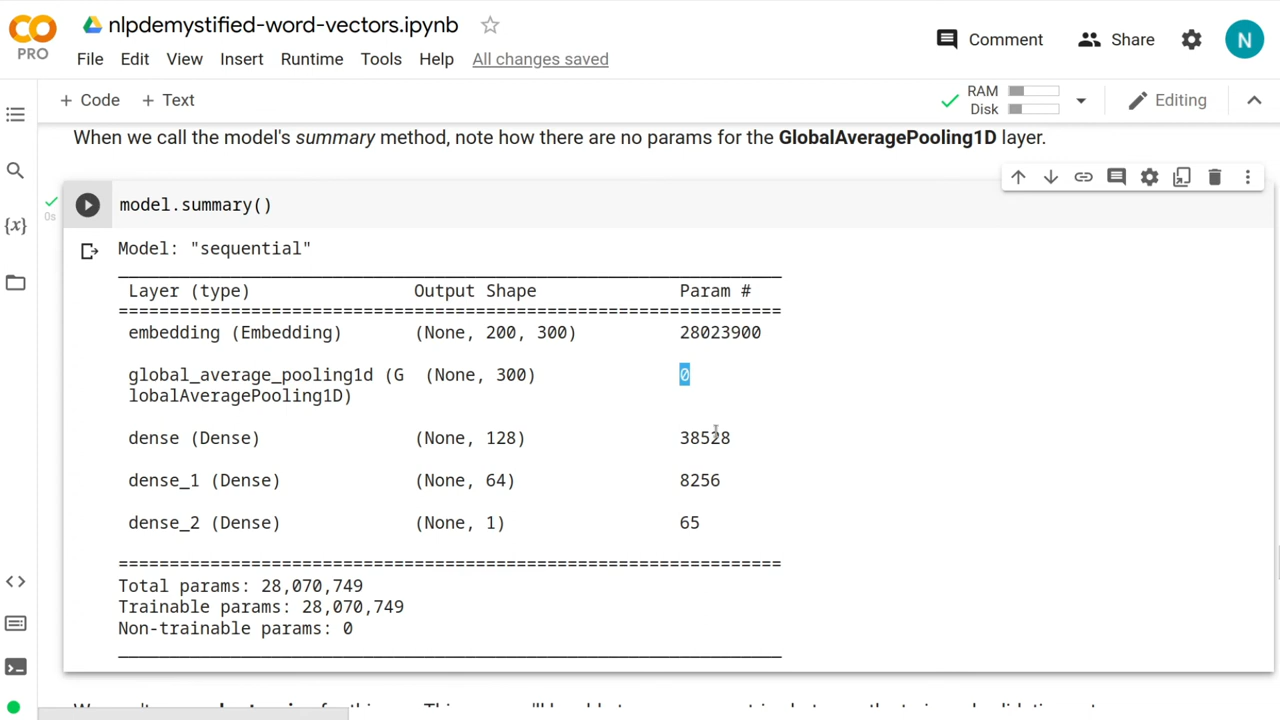 nlpdemystified-word-vectors.ipynb
PRO
File Edit View Insert Runtime Tools Help All changes saved
Comment Share N
+ Code + Text
RAM
Disk
Editing
When we call the model's summary method, note how there are no params for the GlobalAveragePooling1D layer.
0s
model.summary()
{x}
Model: "sequential"
Layer (type) Output Shape Param #
=================================================================
embedding (Embedding) (None, 200, 300) 28023900
global_average_pooling1d (G (None, 300) 0
lobalAveragePooling1D)
dense (Dense) (None, 128) 38528
dense_1 (Dense) (None, 64) 8256
dense_2 (Dense) (None, 1) 65
=================================================================
Total params: 28,070,749
Trainable params: 28,070,749
Non-trainable params: 0